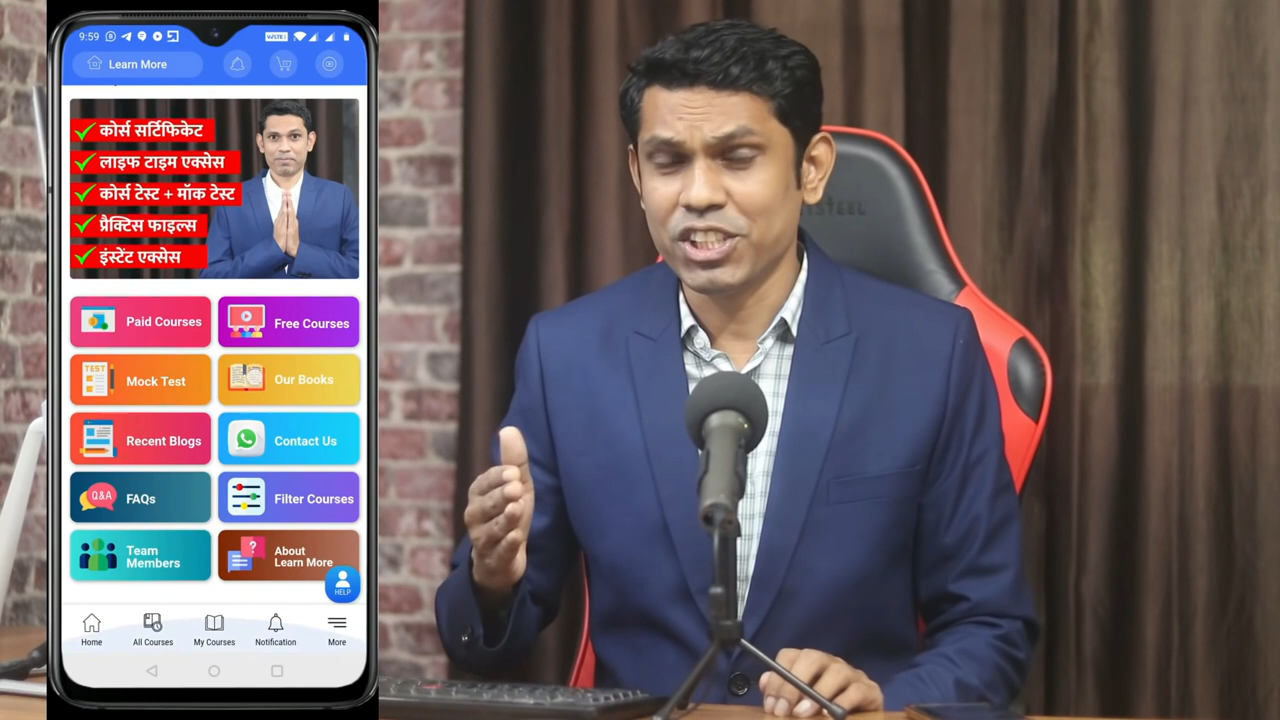 9:59
VoLTE
Learn More
कोर्स सर्टिफिकेट
लाइफ टाइम एक्सेस
कोर्स टेस्ट + मॉक टेस्ट
प्रैक्टिस फाइल्स
इंस्टेंट एक्सेस
Paid Courses
Free Courses
TEST
Mock Test
Our Books
Recent Blogs
Contact Us
Q&A
FAQs
Filter Courses
Team
Members
?
About
Learn More
HELP
Home
All Courses
My Courses
Notification
More